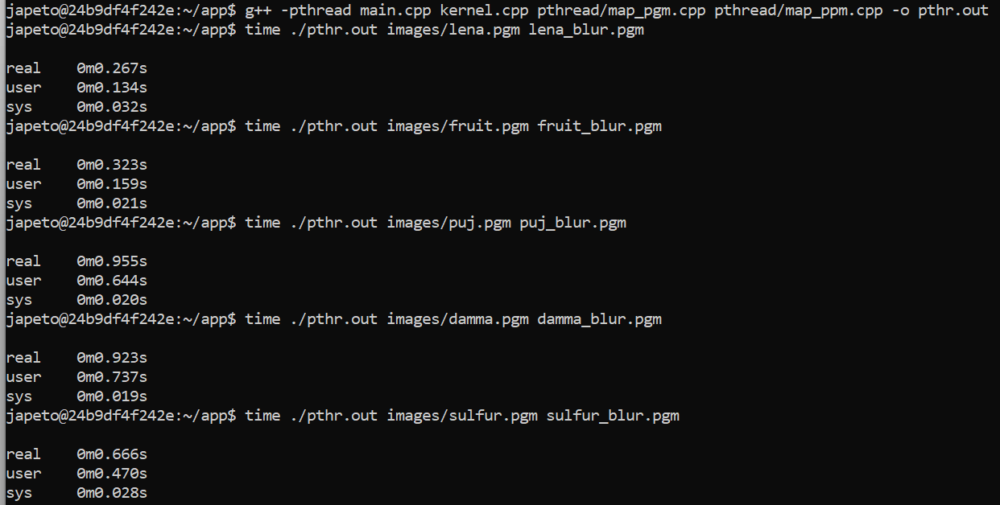 japeto@24b9df4f242e:~/app$ g++ -pthread main.cpp kernel.cpp pthread/map_pgm.cpp pthread/map_ppm.cpp -o pthr.out
japeto@24b9df4f242e:~/app$ time ./pthr.out images/lena.pgm lena_blur.pgm
real 0m0.267s
user 0m0.134s
sys 0m0.032s
japeto@24b9df4f242e:~/app$ time ./pthr.out images/fruit.pgm fruit_blur.pgm
real 0m0.323s
user 0m0.159s
sys 0m0.021s
japeto@24b9df4f242e:~/app$ time ./pthr.out images/puj.pgm puj_blur.pgm
real 0m0.955s
user 0m0.644s
sys 0m0.020s
japeto@24b9df4f242e:~/app$ time ./pthr.out images/damma.pgm damma_blur.pgm
real 0m0.923s
user 0m0.737s
sys 0m0.019s
japeto@24b9df4f242e:~/app$ time ./pthr.out images/sulfur.pgm sulfur_blur.pgm
real 0m0.666s
user 0m0.470s
sys 0m0.028s